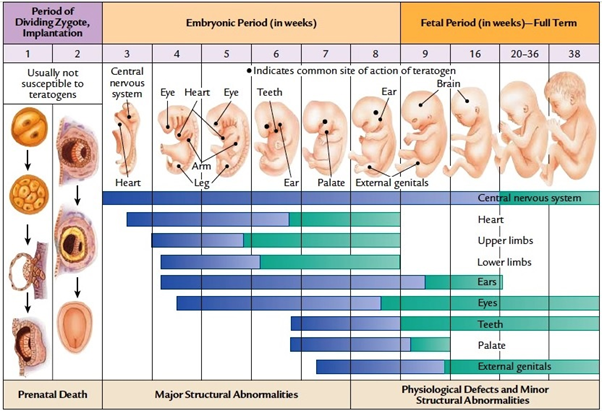 Period of
Dividing Zygote,
Implantation
Embryonic Period (in weeks)
Fetal Period (in weeks)—Full Term
1 2 3 4 5 6 7 8 9 16 20–36 38
Usually not
susceptible to
teratogens
Central
nervous
system
•Indicates common site of action of teratogen
Eye Heart Eye
Teeth
Ear
Brain
Arm
Leg
Heart
Ear
Palate
External genitals
Central nervous system
Heart
Upper limbs
Lower limbs
Ears
Eyes
Teeth
Palate
External genitals
Prenatal Death
Major Structural Abnormalities
Physiological Defects and Minor
Structural Abnormalities